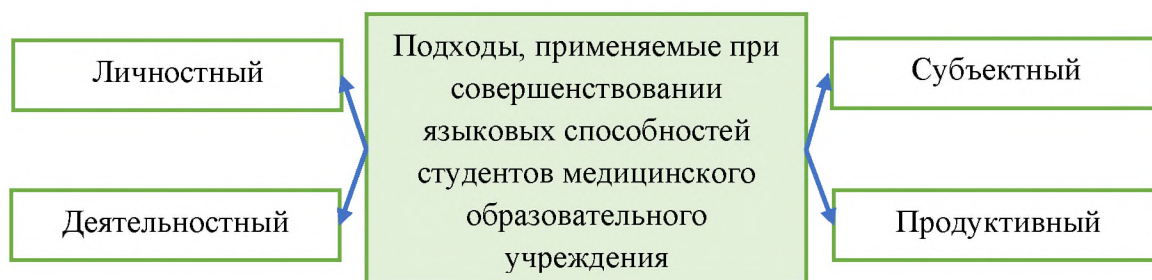 Личностный
Деятельностный
Подходы, применяемые при
совершенствовании
языковых способностей
студентов медицинского
образовательного
учреждения
Субъектный
Продуктивный